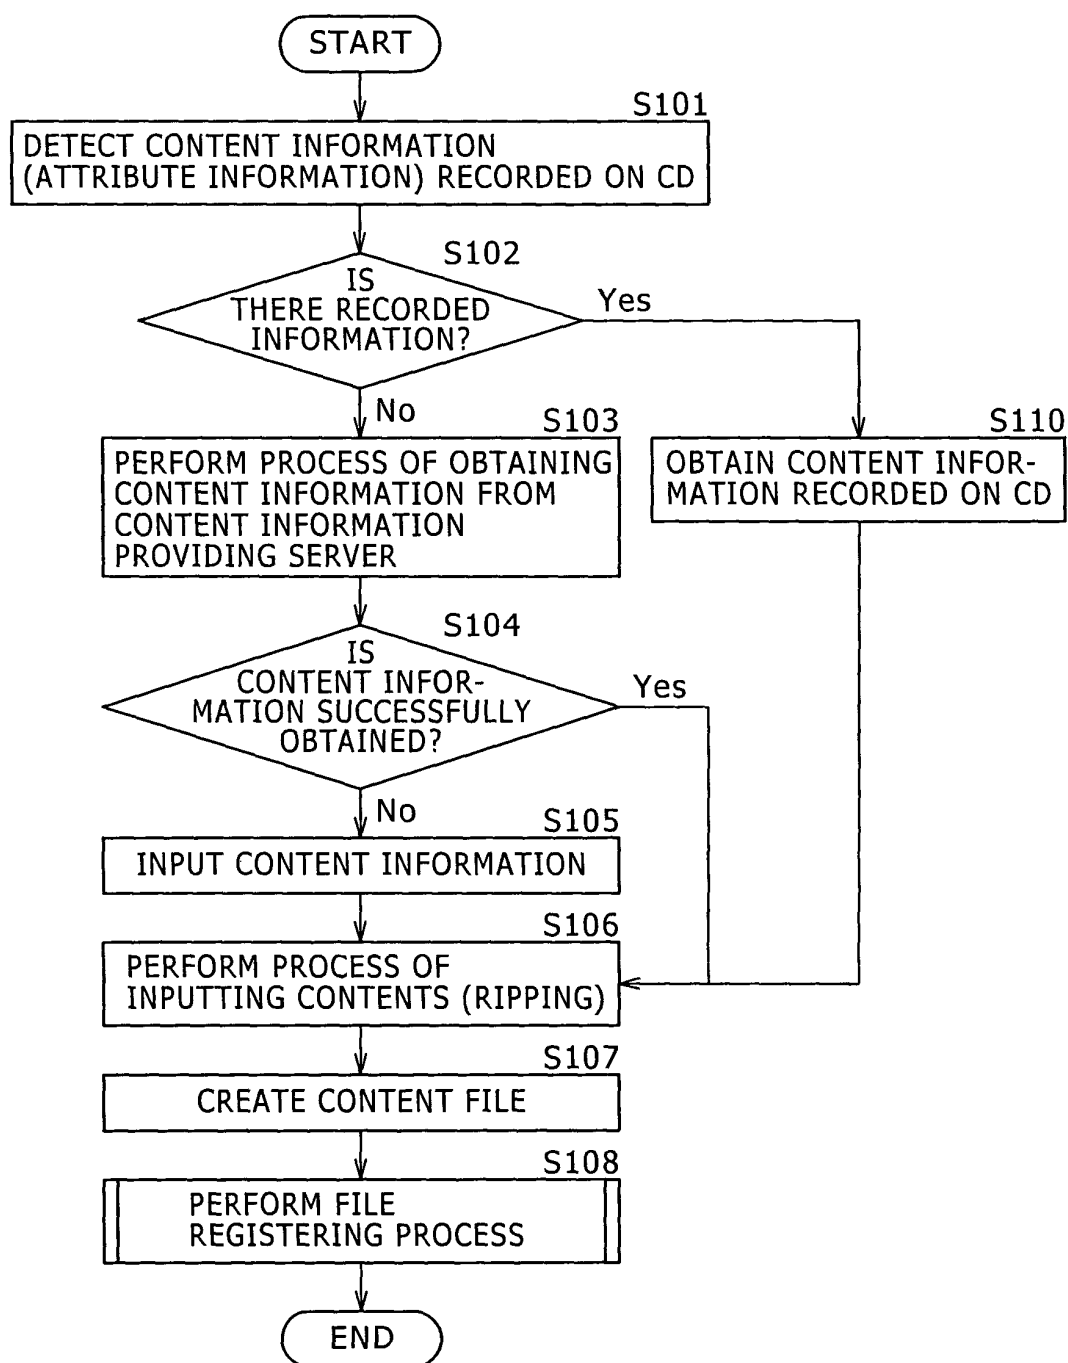 START
S101
DETECT CONTENT INFORMATION
(ATTRIBUTE INFORMATION) RECORDED ON CD
S102
IS
THERE RECORDED
INFORMATION?
Yes
No
S103
PERFORM PROCESS OF OBTAINING
CONTENT INFORMATION FROM
CONTENT INFORMATION
PROVIDING SERVER
S110
OBTAIN CONTENT INFOR-
MATION RECORDED ON CD
S104
IS
CONTENT INFOR-
MATION SUCCESSFULLY
OBTAINED?
Yes
No
S105
INPUT CONTENT INFORMATION
S106
PERFORM PROCESS OF
INPUTTING CONTENTS (RIPPING)
S107
CREATE CONTENT FILE
S108
PERFORM FILE
REGISTERING PROCESS
END